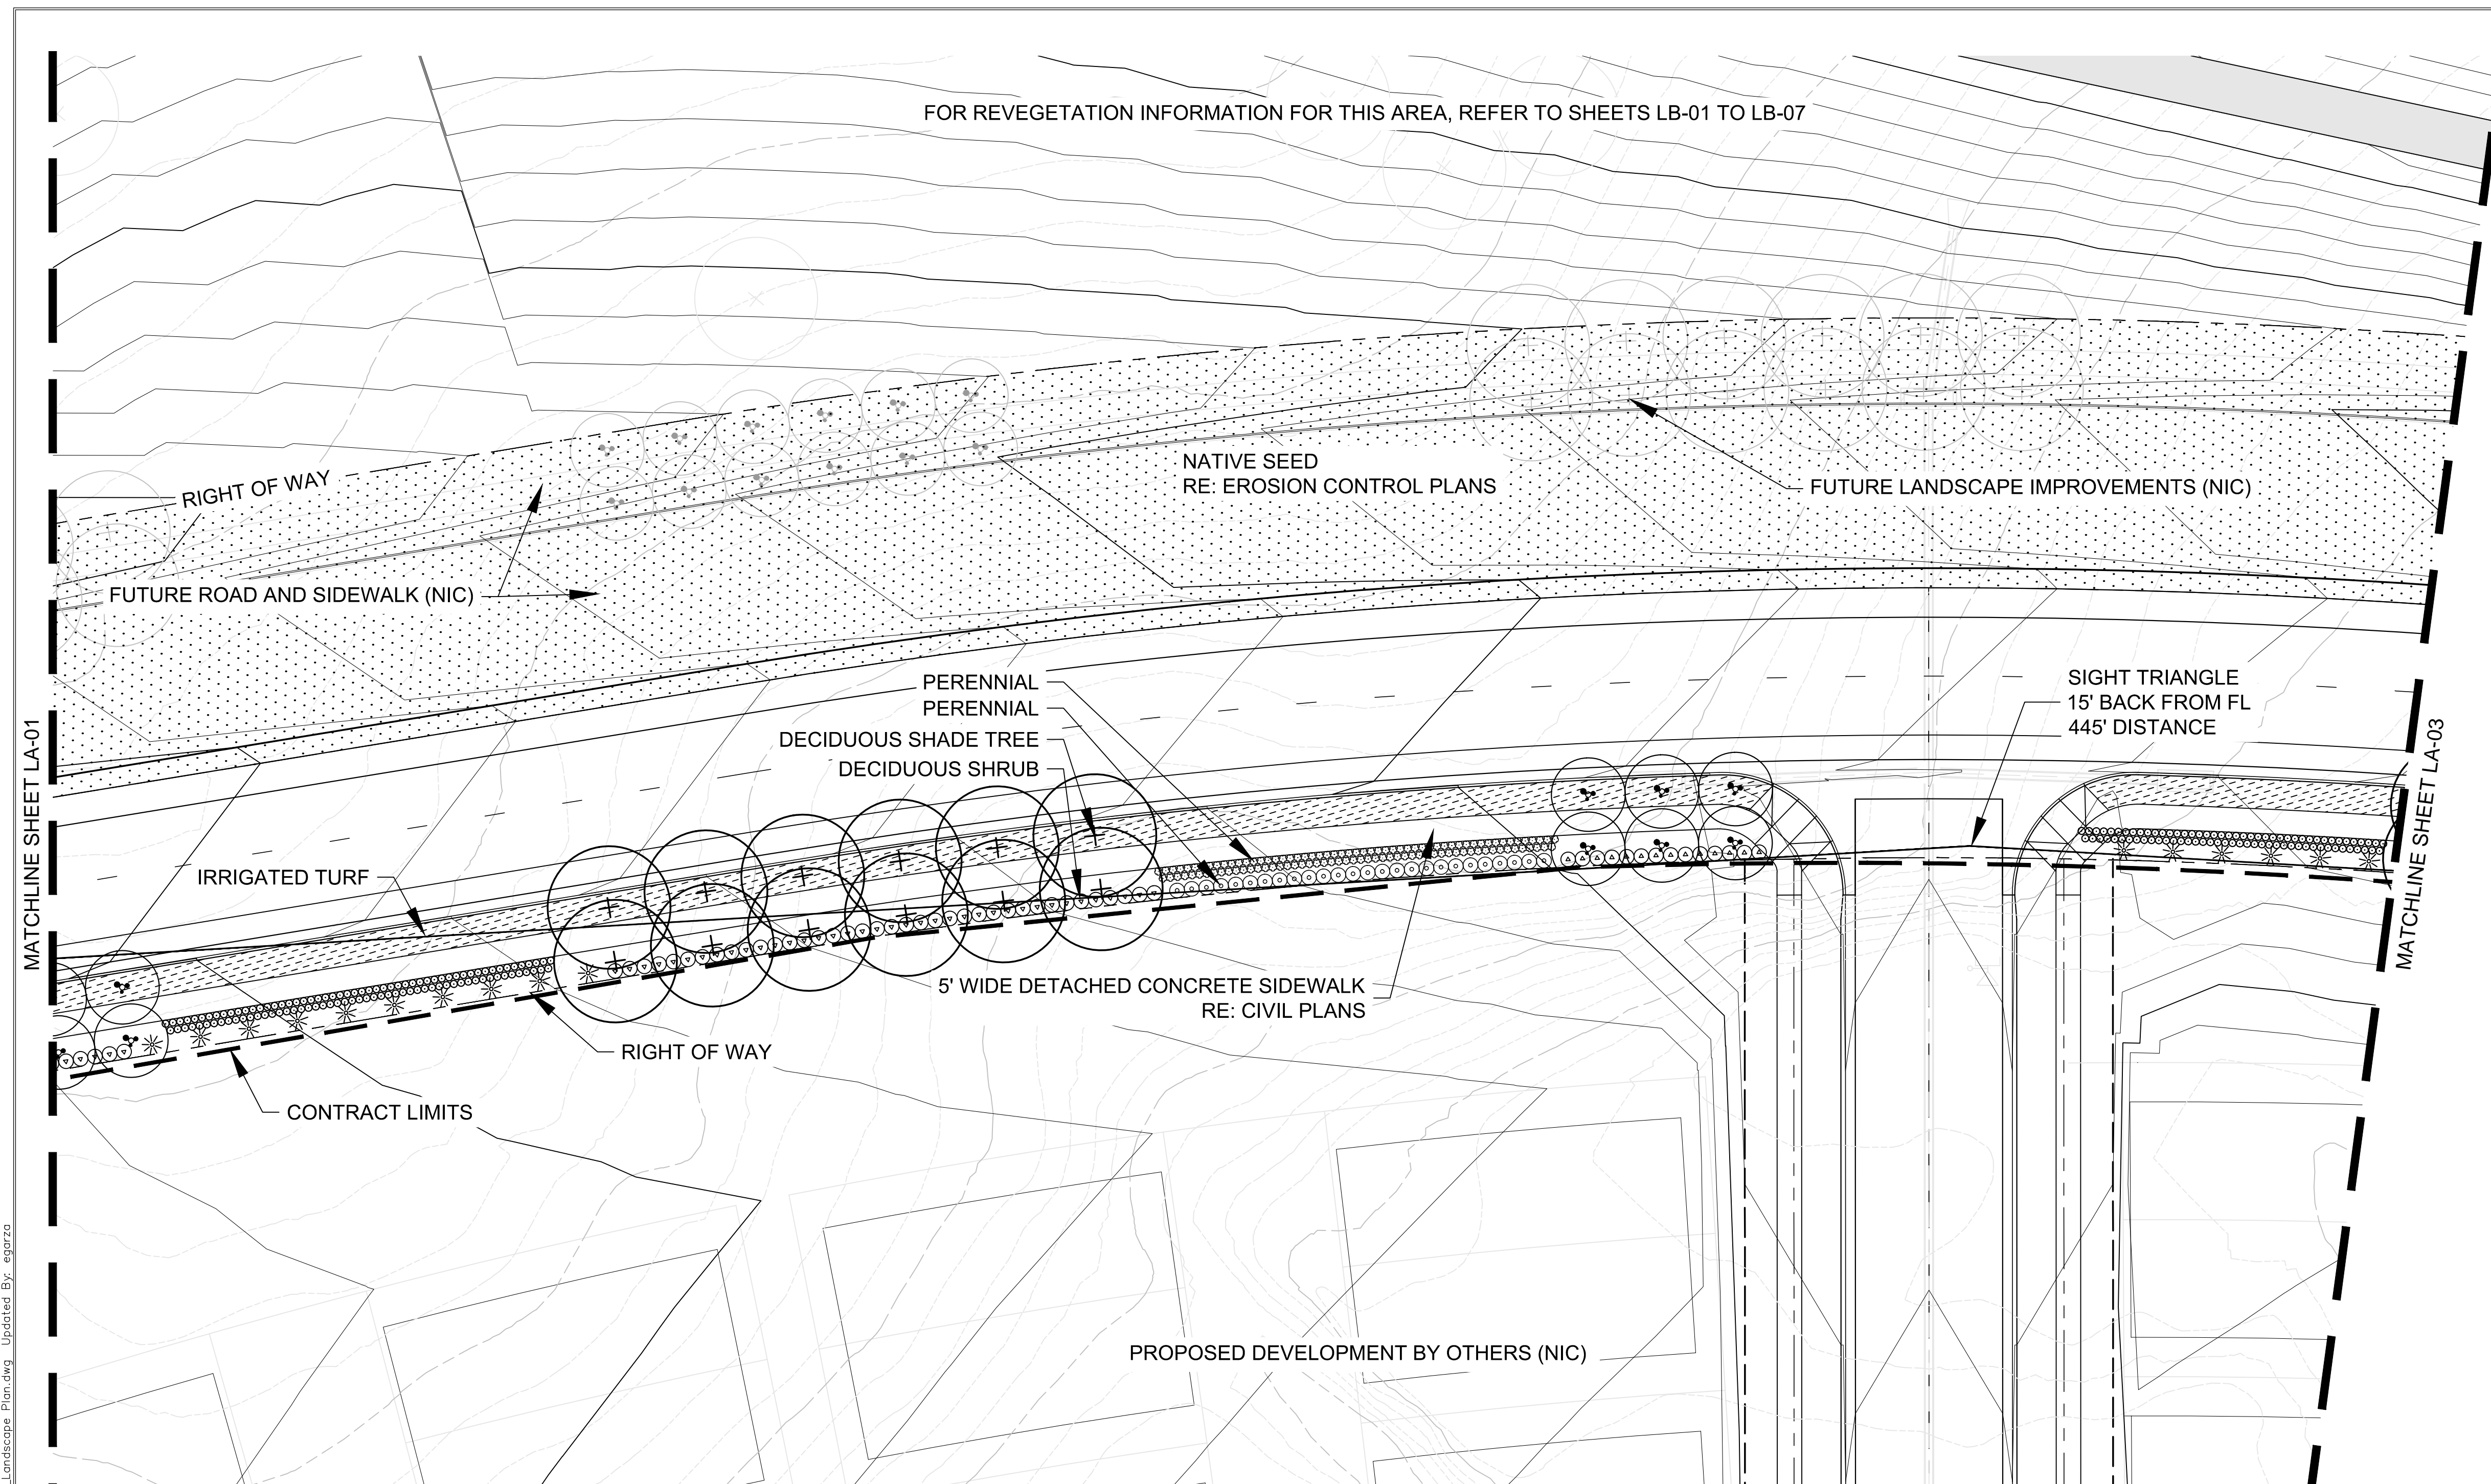 FOR REVEGETATION INFORMATION FOR THIS AREA, REFER TO SHEETS LB-01 TO LB-07
RIGHT OF WAY
NATIVE SEED
RE: EROSION CONTROL PLANS
FUTURE LANDSCAPE IMPROVEMENTS (NIC)
FUTURE ROAD AND SIDEWALK (NIC)
PERENNIAL
PERENNIAL
DECIDUOUS SHADE TREE
DECIDUOUS SHRUB
SIGHT TRIANGLE
15' BACK FROM FL
445' DISTANCE
MATCHLINE SHEET LA-01
MATCHLINE SHEET LA-03
IRRIGATED TURF
5' WIDE DETACHED CONCRETE SIDEWALK
RE: CIVIL PLANS
RIGHT OF WAY
CONTRACT LIMITS
PROPOSED DEVELOPMENT BY OTHERS (NIC)
Landscape Plan.dwg Updated By: egarza